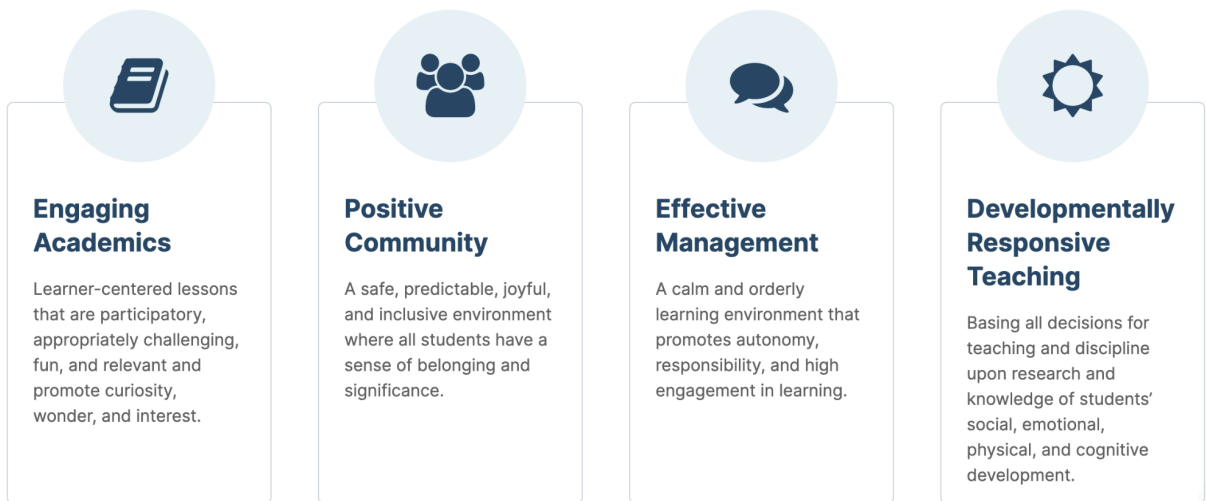 Engaging
Academics
Learner-centered lessons
that are participatory,
appropriately challenging,
fun, and relevant and
promote curiosity,
wonder, and interest.
Positive
Community
A safe, predictable, joyful,
and inclusive environment
where all students have a
sense of belonging and
significance.
Effective
Management
A calm and orderly
learning environment that
promotes autonomy,
responsibility, and high
engagement in learning.
Developmentally
Responsive
Teaching
Basing all decisions for
teaching and discipline
upon research and
knowledge of students’
social, emotional,
physical, and cognitive
development.